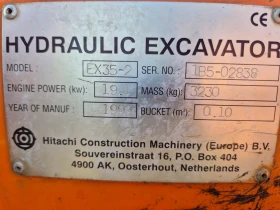 HYDRAULIC EXCAVATOR
MODEL : EX35-2 SER NO. : 1B5-02838
ENGINE POWER (kw): MASS (kg): 3230
YEAR OF MANUF : BUCKET (m³): 0.10
Hitachi Construction Machinery (Europe) B.V.
Souvereinstraat 16, P.O. Box 404
4900 AK, Oosterhout, Netherlands